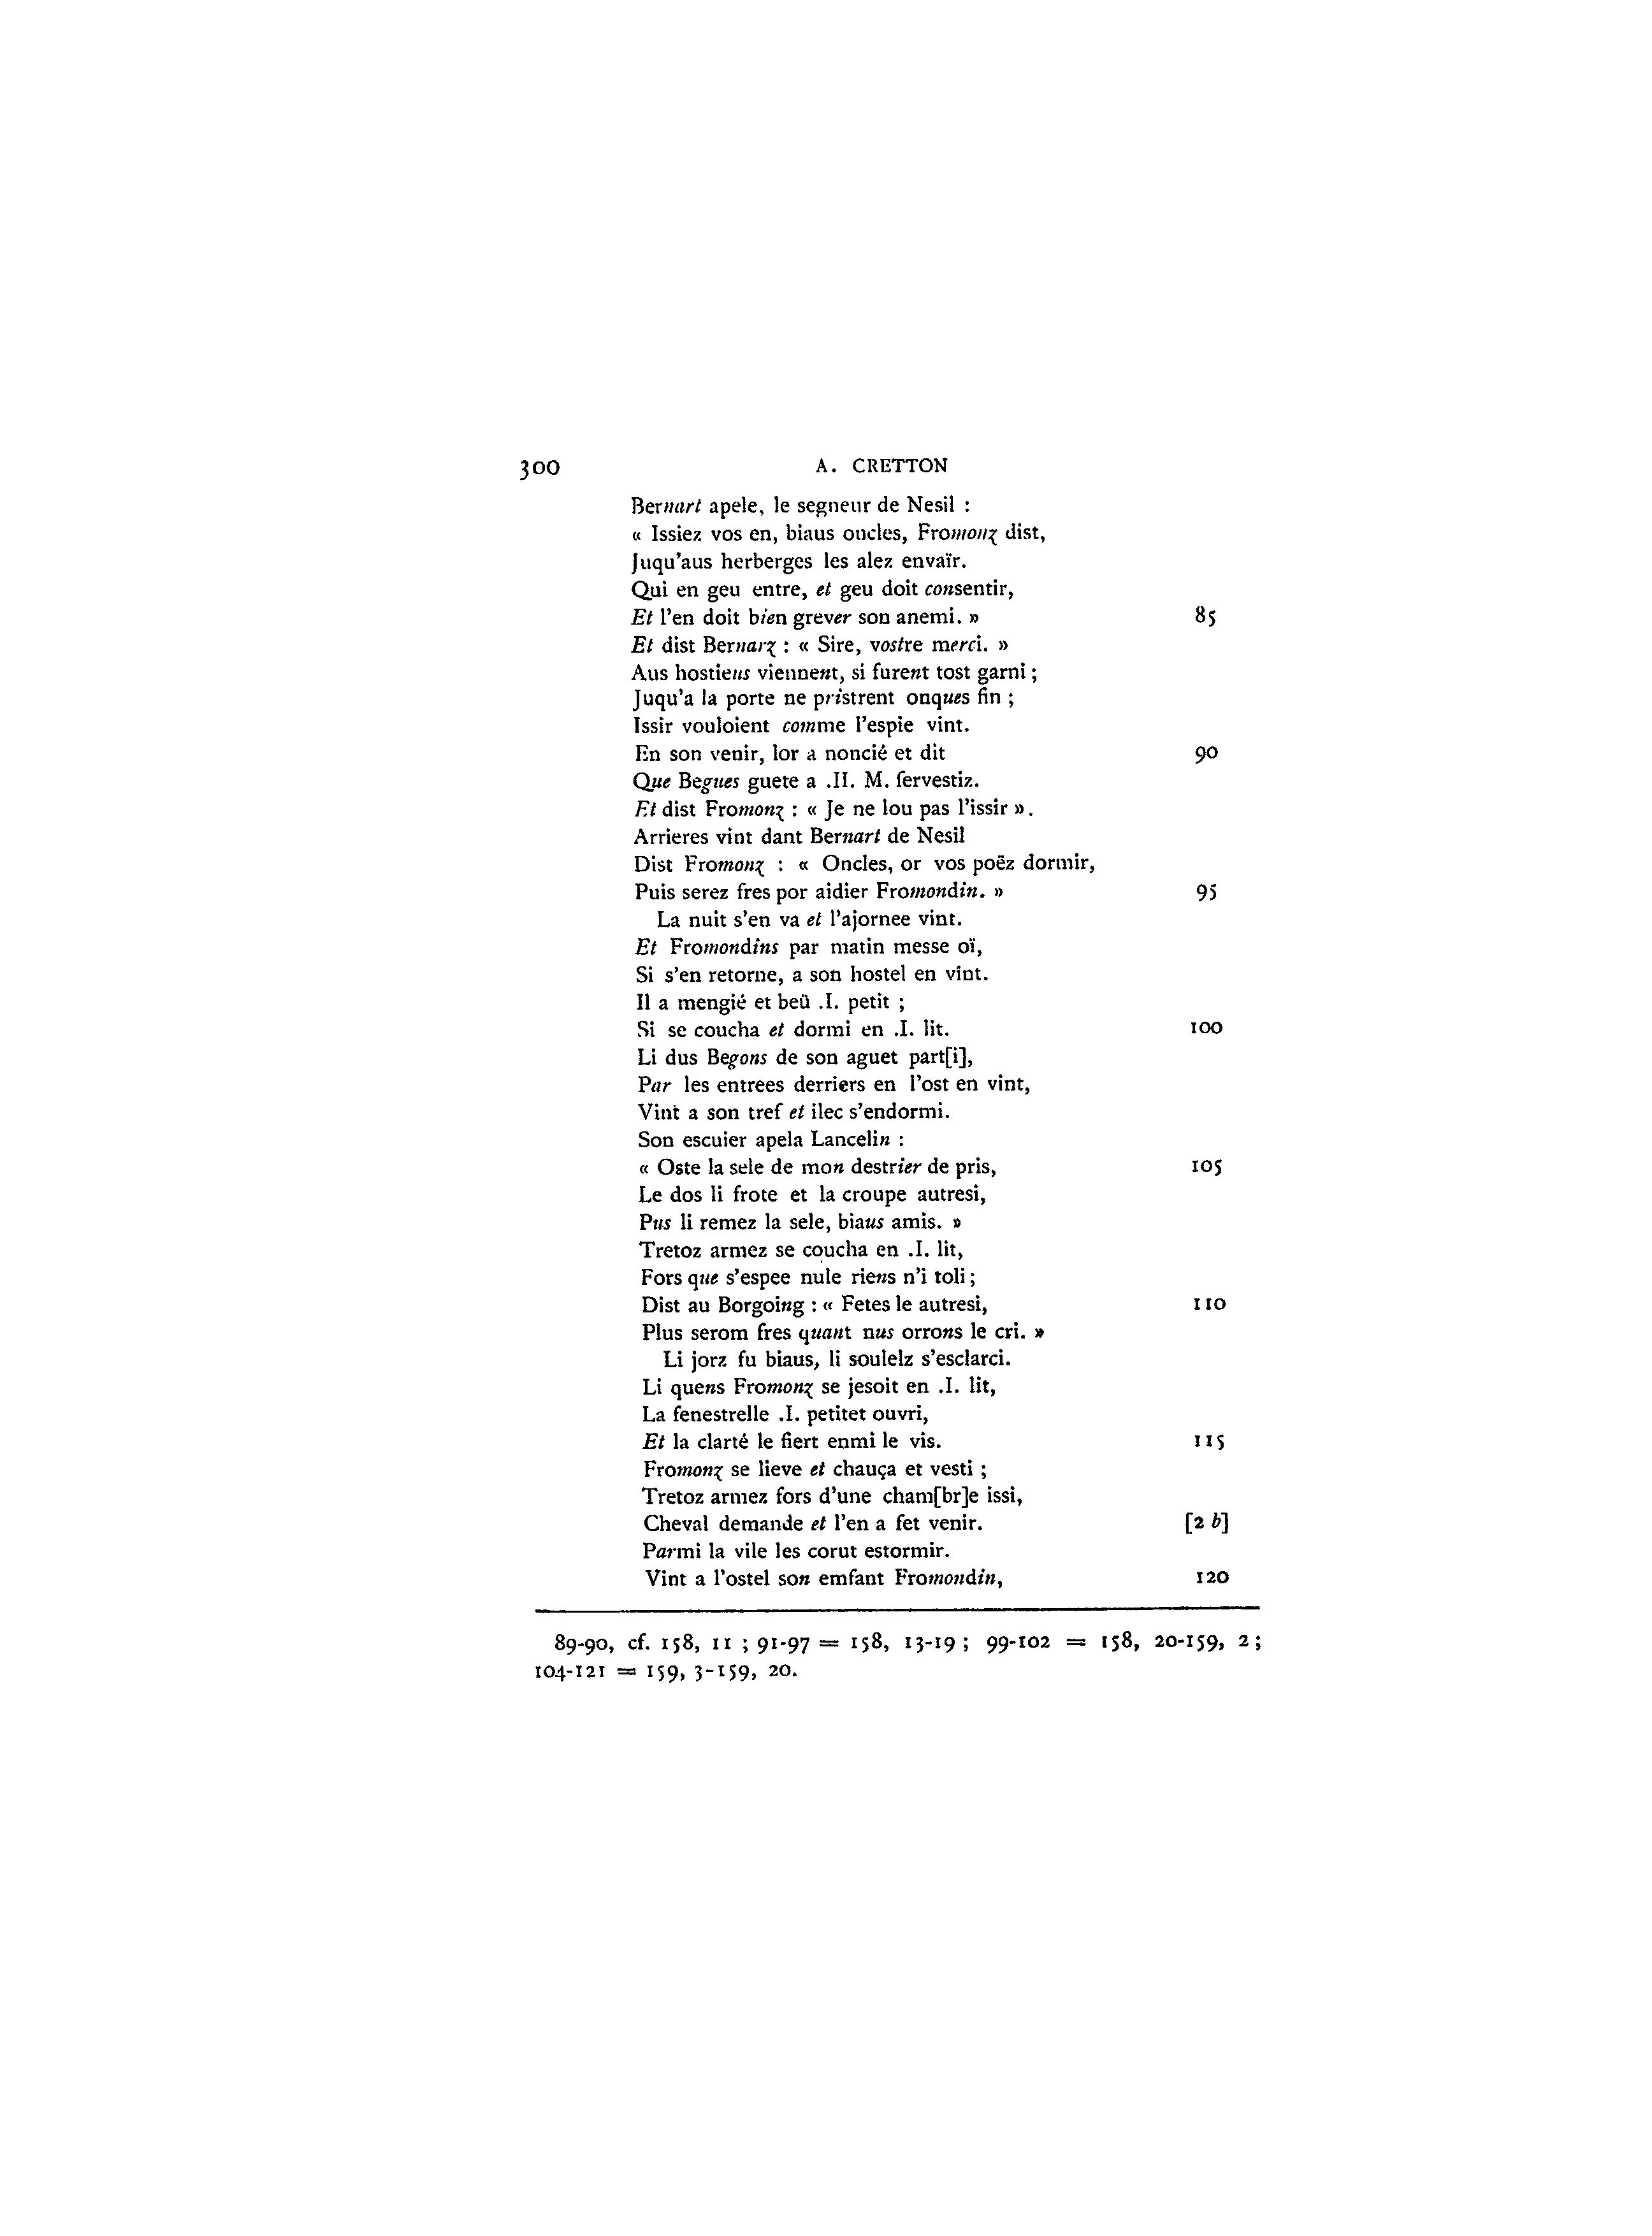 300 A. CRETTON
Bernart apele, le segneur de Nesil :
« Issiez vos en, biaus oncles, Fromonz dist,
Juqu'aus herberges les alez envaïr.
Qui en geu entre, et geu doit consentir,
Et l'en doit bien grever son anemi. » 85
Et dist Bernarz : « Sire, vostre merci. »
Aus hostieus viennent, si furent tost garni ;
Juqu'a la porte ne pristrent onques fin ;
Issir vouloient comme l'espie vint.
En son venir, lor a noncié et dit 90
Que Begues guete a .II. M. fervestiz.
Et dist Fromonz : « Je ne lou pas l'issir ».
Arrieres vint dant Bernart de Nesil
Dist Fromonz : « Oncles, or vos poëz dormir,
Puis serez fres por aidier Fromondin. » 95
La nuit s'en va et l'ajornee vint.
Et Fromondins par matin messe oï,
Si s'en retorne, a son hostel en vint.
Il a mengié et beü .I. petit ;
Si se coucha et dormi en .I. lit. 100
Li dus Begons de son aguet part[i],
Par les entrees derriers en l'ost en vint,
Vint a son tref et ilec s'endormi.
Son escuier apela Lancelin :
« Oste la sele de mon destrier de pris, 105
Le dos li frote et la croupe autresi,
Pus li remez la sele, biaus amis. »
Tretoz armez se coucha en .I. lit,
Fors que s'espee nule riens n'i toli ;
Dist au Borgoing : « Fetes le autresi, 110
Plus serom fres quant nus orrons le cri. »
Li jorz fu biaus, li soulelz s'esclarci.
Li quens Fromonz se jesoit en .I. lit,
La fenestrelle .I. petitet ouvri,
Et la clarté le fiert enmi le vis. 115
Fromonz se lieve et chauça et vesti ;
Tretoz armez fors d'une cham[br]e issi,
Cheval demande et l'en a fet venir. [2 b]
Parmi la vile les corut estormir.
Vint a l'ostel son emfant Fromondin, 120
89-90, cf. 158, 11 ; 91-97 = 158, 13-19 ; 99-102 = 158, 20-159, 2 ;
104-121 = 159, 3-159, 20.